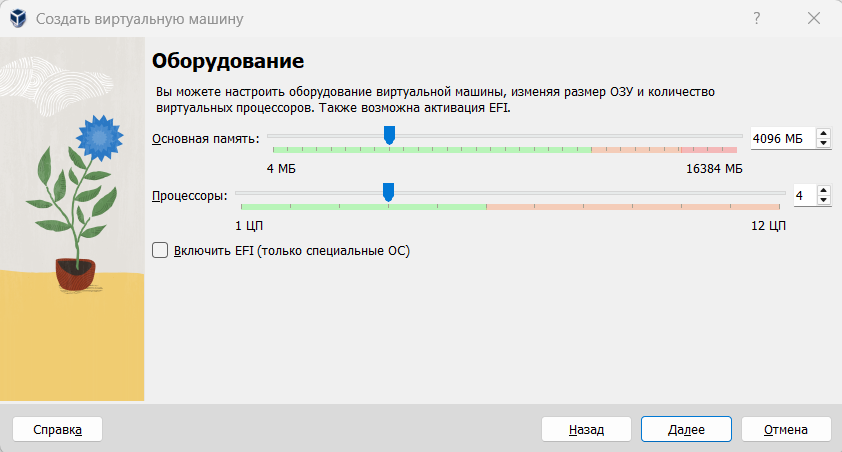 Создать виртуальную машину
Оборудование
Вы можете настроить оборудование виртуальной машины, изменяя размер ОЗУ и количество
виртуальных процессоров. Также возможна активация EFI.
Основная память: 4096 МБ
4 МБ 16384 МБ
Процессоры: 4
1 ЦП 12 ЦП
Включить EFI (только специальные ОС)
Справка Назад Далее Отмена